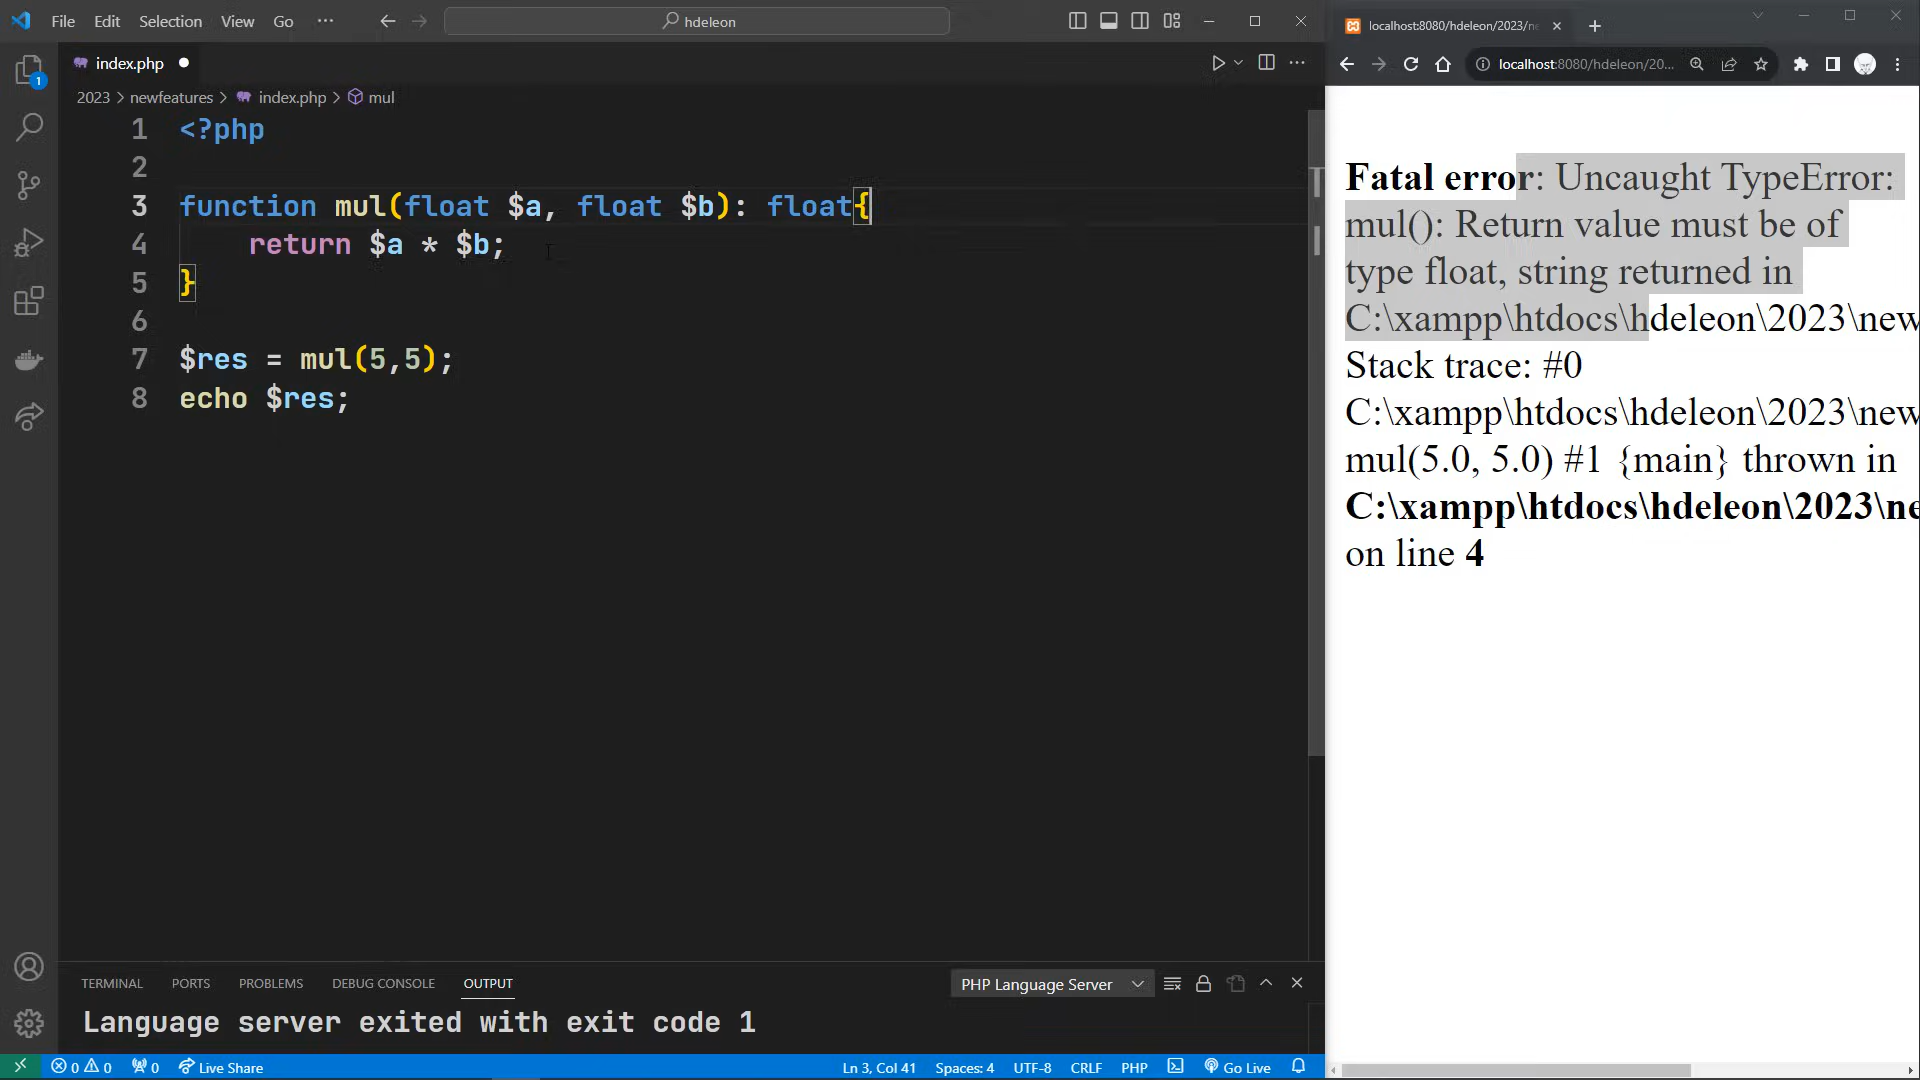 File Edit Selection View Go ··· hdeleon
index.php
2023 > newfeatures > index.php > mul
1 <?php
2
3 function mul(float $a, float $b): float{
4 return $a * $b;
5 }
6
7 $res = mul(5,5);
8 echo $res;
1
TERMINAL PORTS PROBLEMS DEBUG CONSOLE OUTPUT PHP Language Server
Language server exited with exit code 1
0 0 0 Live Share Ln 3, Col 41 Spaces: 4 UTF-8 CRLF PHP Go Live
localhost:8080/hdeleon/2023/ne
localhost:8080/hdeleon/20...
Fatal error: Uncaught TypeError:
mul(): Return value must be of
type float, string returned in
C:\xampp\htdocs\hdeleon\2023\new
Stack trace: #0
C:\xampp\htdocs\hdeleon\2023\new
mul(5.0, 5.0) #1 {main} thrown in
C:\xampp\htdocs\hdeleon\2023\ne
on line 4